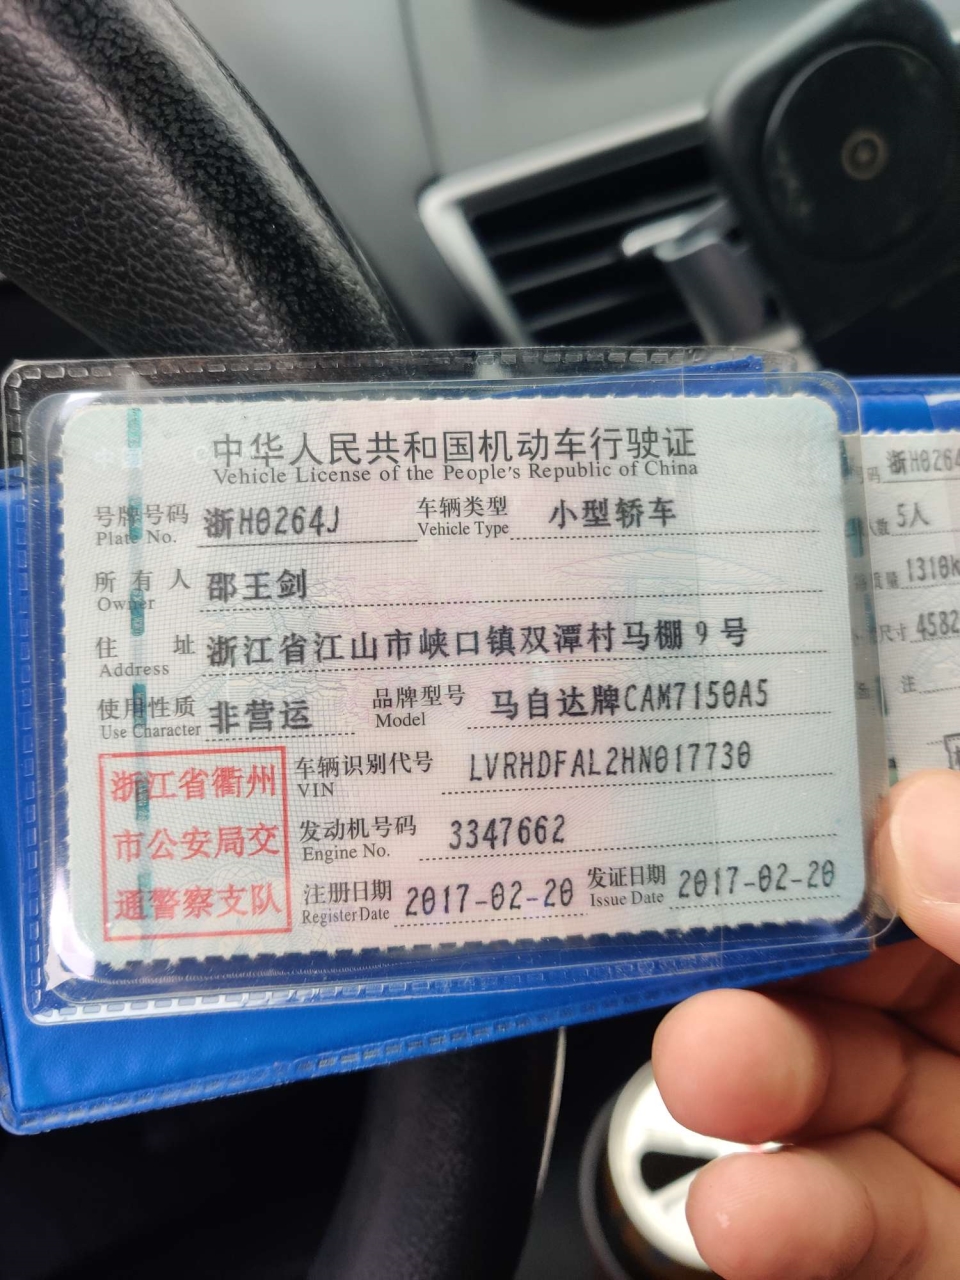 中华人民共和国机动车行驶证
Vehicle License of the People's Republic of China
号牌号码 浙H0264J 车辆类型 小型轿车
Plate No. Vehicle Type
所有人 邵王剑
Owner
住址 浙江省江山市峡口镇双潭村马棚9号
Address
使用性质 非营运 品牌型号 马自达牌CAM7150A5
Use Character Model
浙江省衢州
市公安局交
通警察支队
车辆识别代号 LVRHDFAL2HN017730
VIN
发动机号码 3347662
Engine No.
注册日期 2017-02-20 发证日期 2017-02-20
Register Date Issue Date
码 浙H0264
人数 5人
质量 1310k
尺寸 4582
注